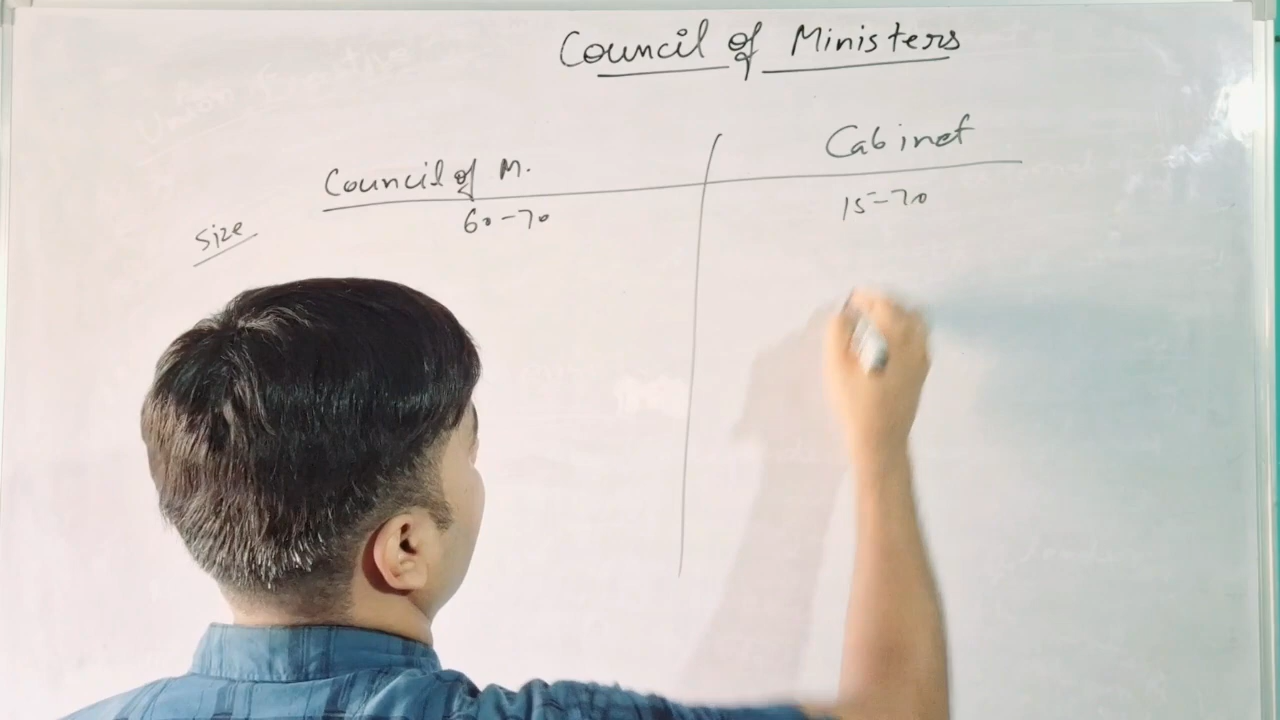 Council of Ministers
Council of M.
Cabinet
Size
60-70
15-20